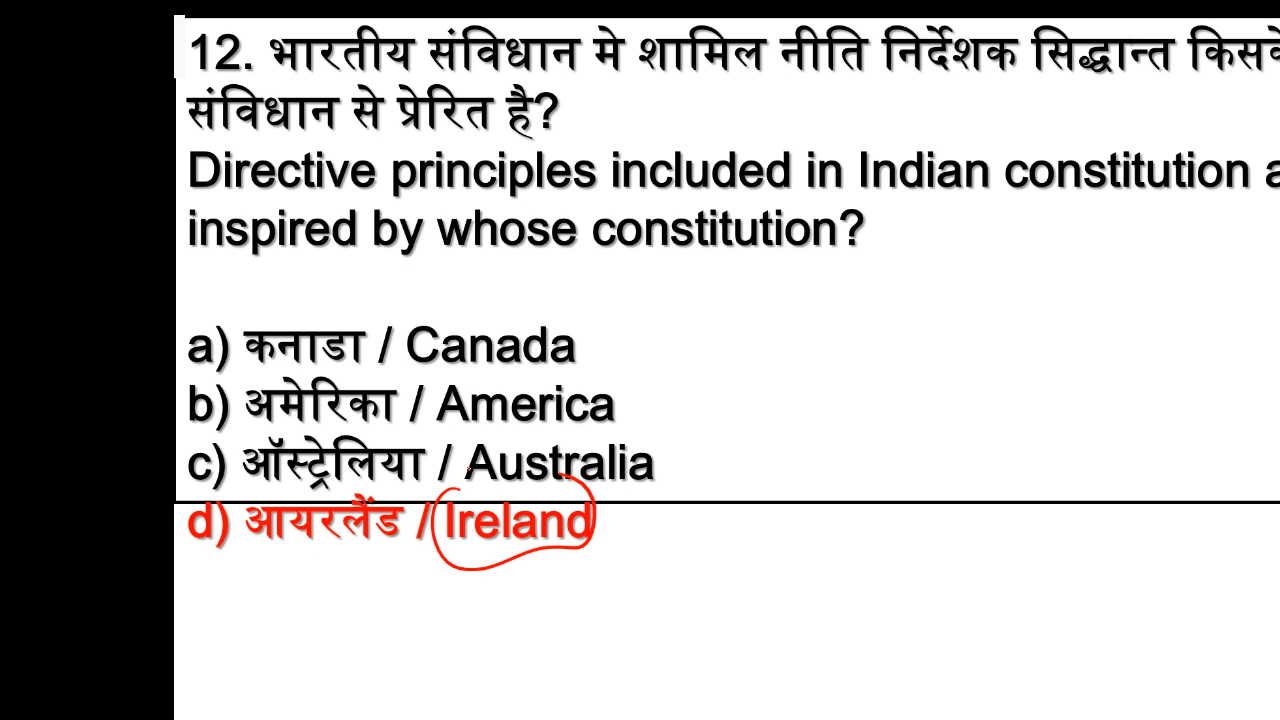 12. भारतीय संविधान मे शामिल नीति निर्देशक सिद्धान्त
संविधान से प्रेरित है?
Directive principles included in Indian constitution
inspired by whose constitution?
a) कनाडा / Canada
b) अमेरिका / America
c) ऑस्ट्रेलिया / Australia
d) आयरलैंड / Ireland